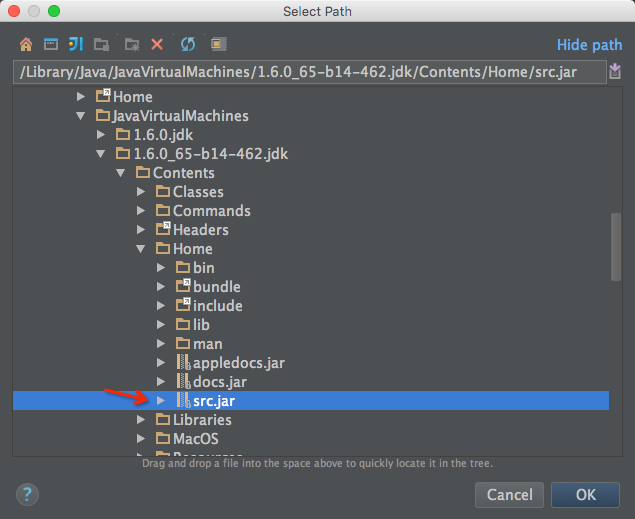 Select Path
Hide path
/Library/Java/JavaVirtualMachines/1.6.0_65-b14-462.jdk/Contents/Home/src.jar
Home
JavaVirtualMachines
1.6.0.jdk
1.6.0_65-b14-462.jdk
Contents
Classes
Commands
Headers
Home
bin
bundle
include
lib
man
appledocs.jar
docs.jar
src.jar
Libraries
MacOS
Resources
Drag and drop a file into the space above to quickly locate it in the tree.
?
Cancel
OK